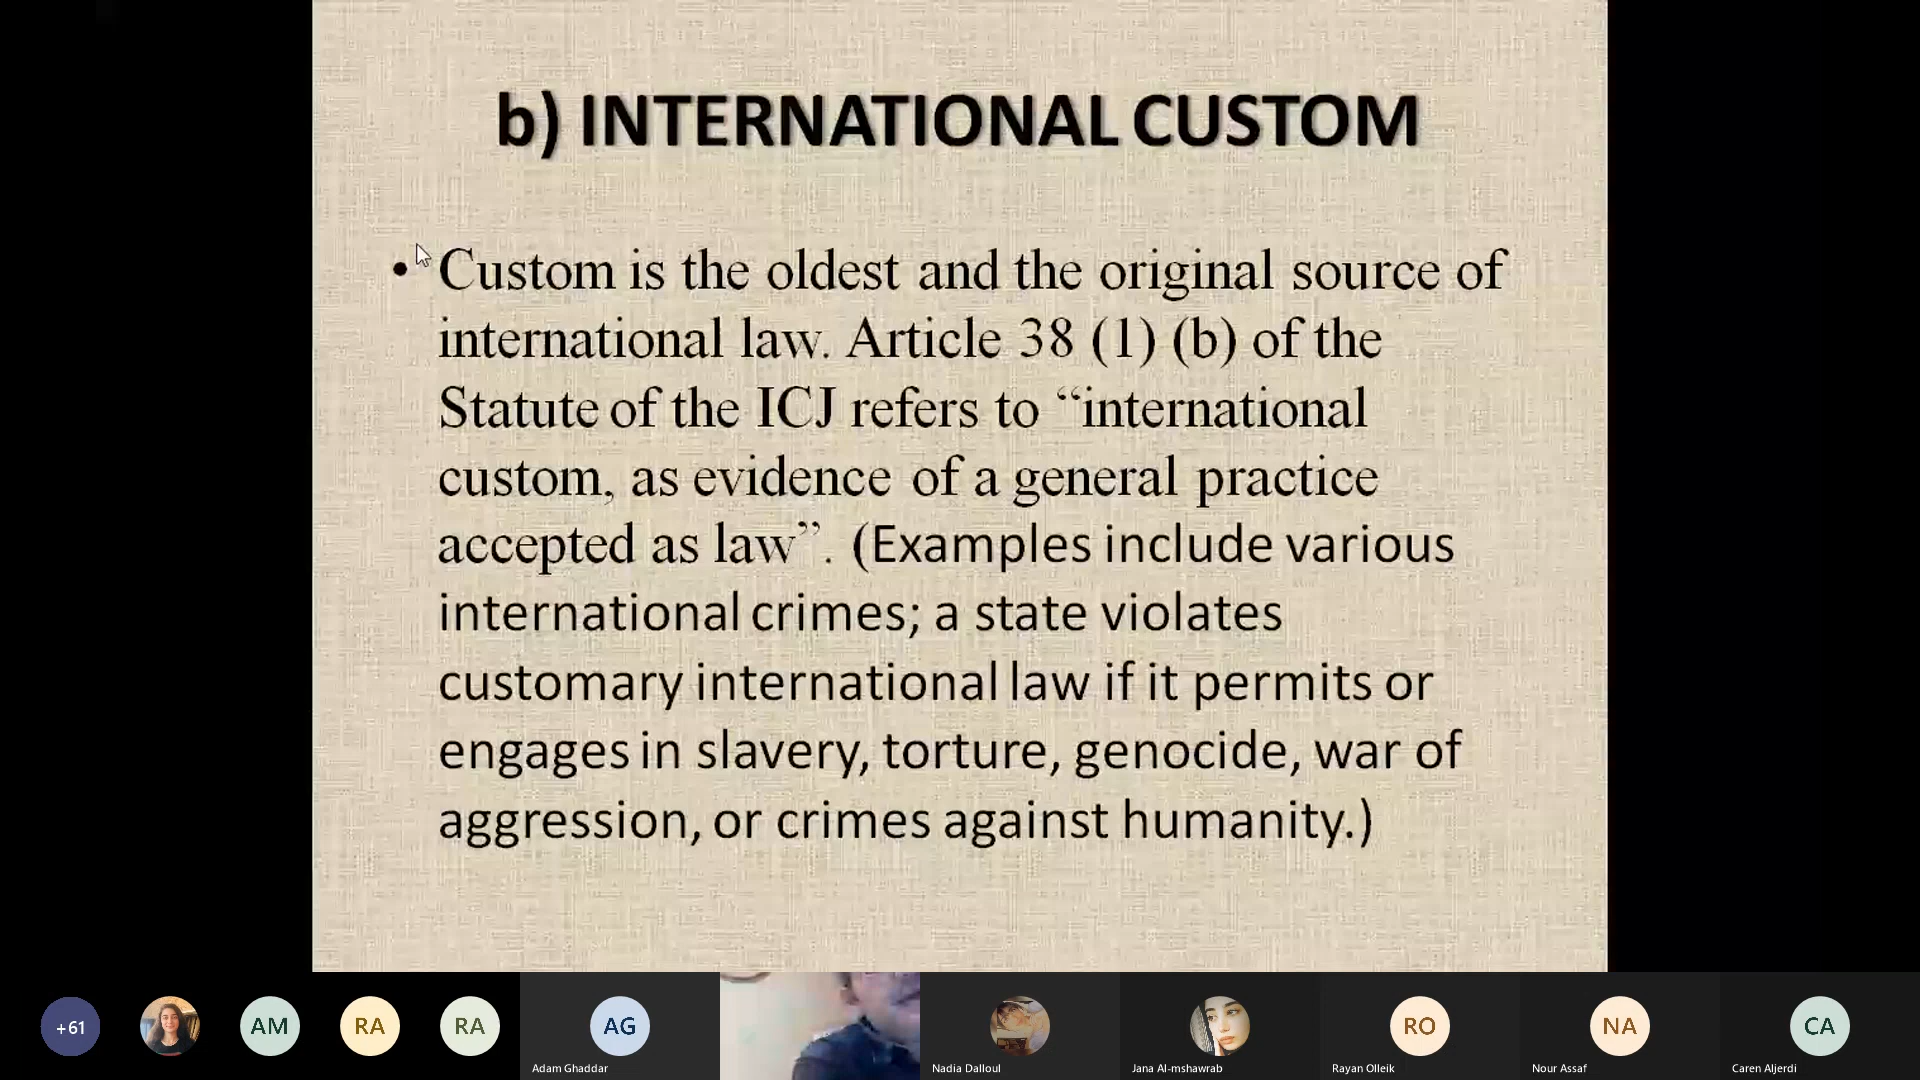 b) INTERNATIONAL CUSTOM
• Custom is the oldest and the original source of
international law. Article 38 (1) (b) of the
Statute of the ICJ refers to “international
custom, as evidence of a general practice
accepted as law”. (Examples include various
international crimes; a state violates
customary international law if it permits or
engages in slavery, torture, genocide, war of
aggression, or crimes against humanity.)
+61
AM
RA
RA
AG
RO
NA
CA
Adam Ghaddar
Nadia Dalloul
Jana Al-mshawrab
Rayan Olleik
Nour Assaf
Caren Aljerdi